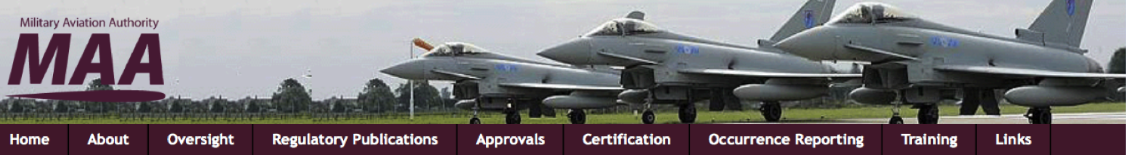 Military Aviation Authority
MAA
Home About Oversight Regulatory Publications Approvals Certification Occurrence Reporting Training Links